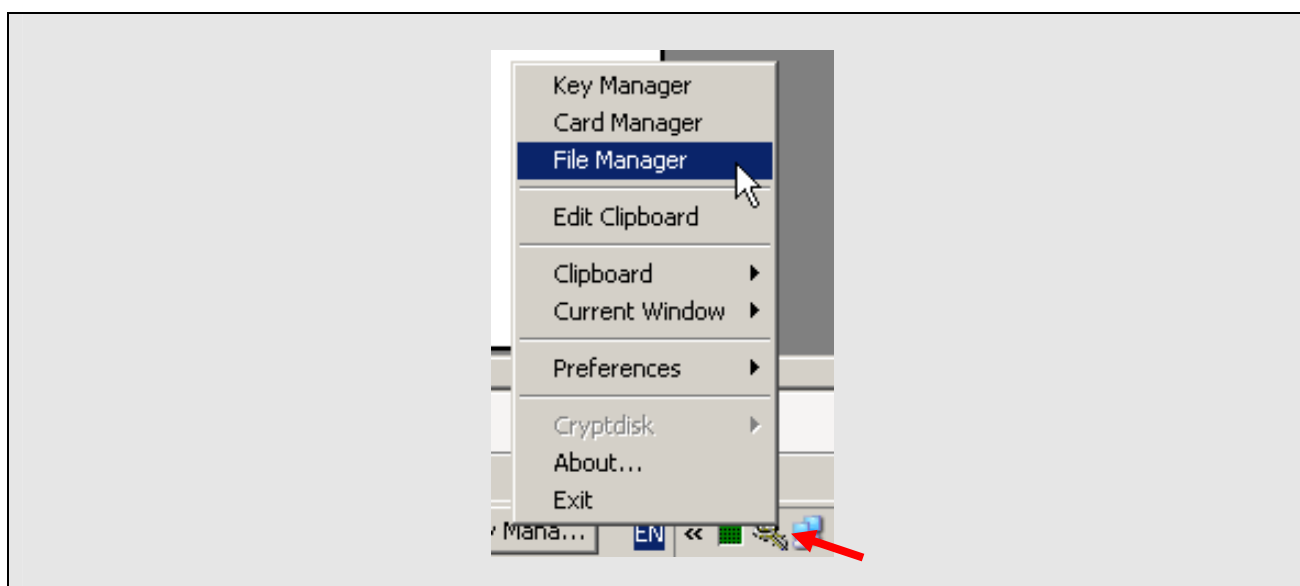 Key Manager
Card Manager
File Manager
Edit Clipboard
Clipboard
Current Window
Preferences
Cryptdisk
About...
Exit
Mana... EN «